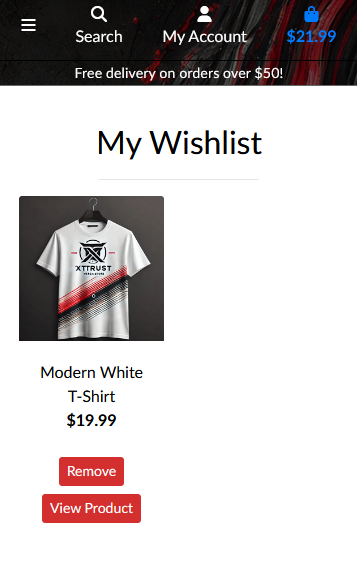 Search
My Account
$21.99
Free delivery on orders over $50!
My Wishlist
XTTRUST
Modern White
T-Shirt
$19.99
Remove
View Product